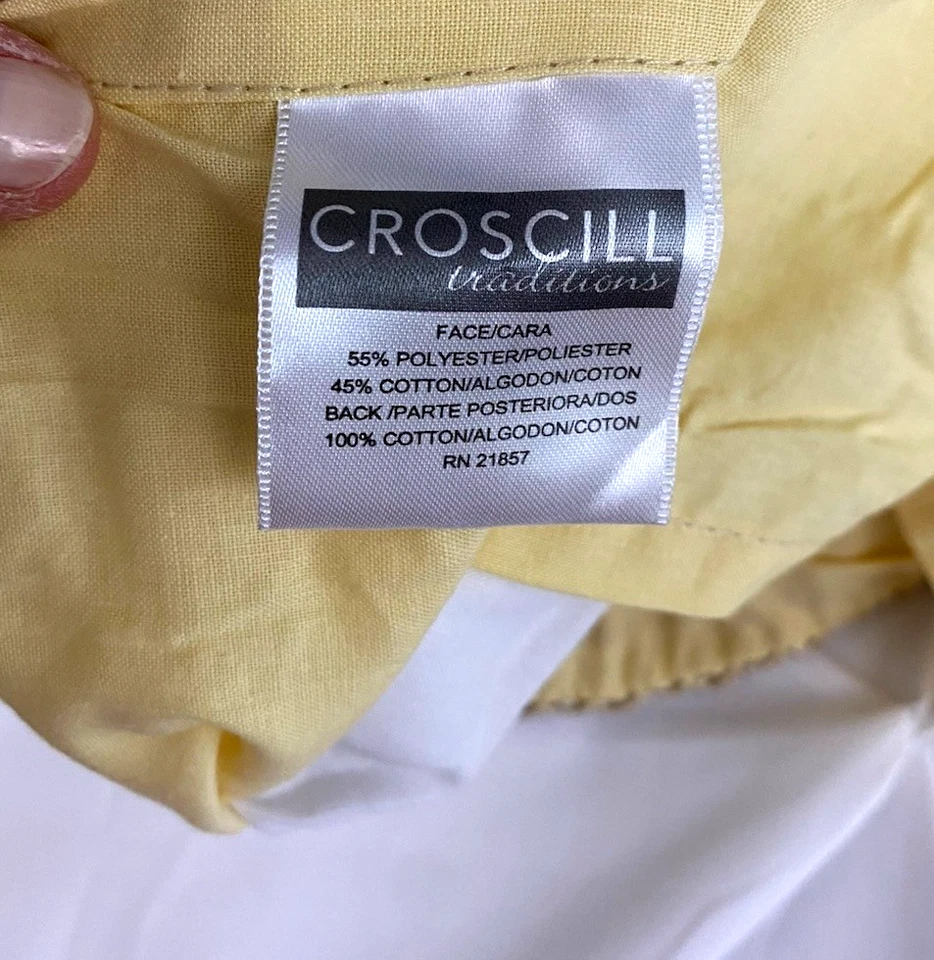 CROSCILL
traditions
FACE/CARA
55% POLYESTER/POLIESTER
45% COTTON/ALGODON/COTON
BACK /PARTE POSTERIORA/DOS
100% COTTON/ALGODON/COTON
RN 21857